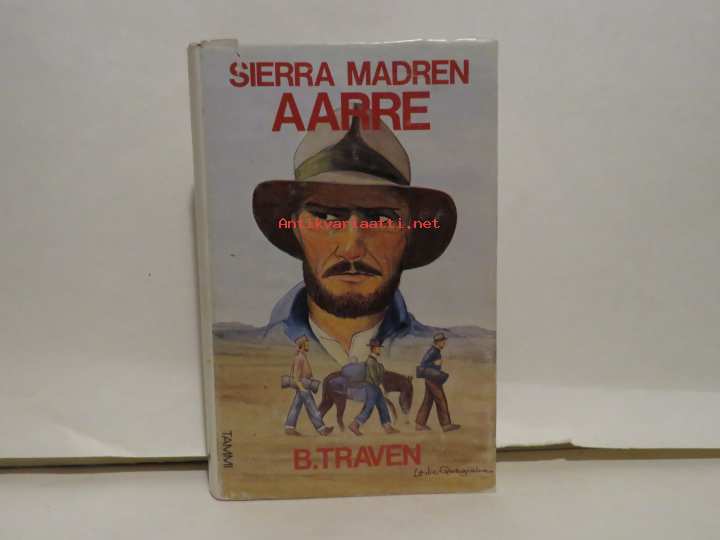 SIERRA MADREN
AARRE
Antikvariaatti.net
TAMMI
B.TRAVEN